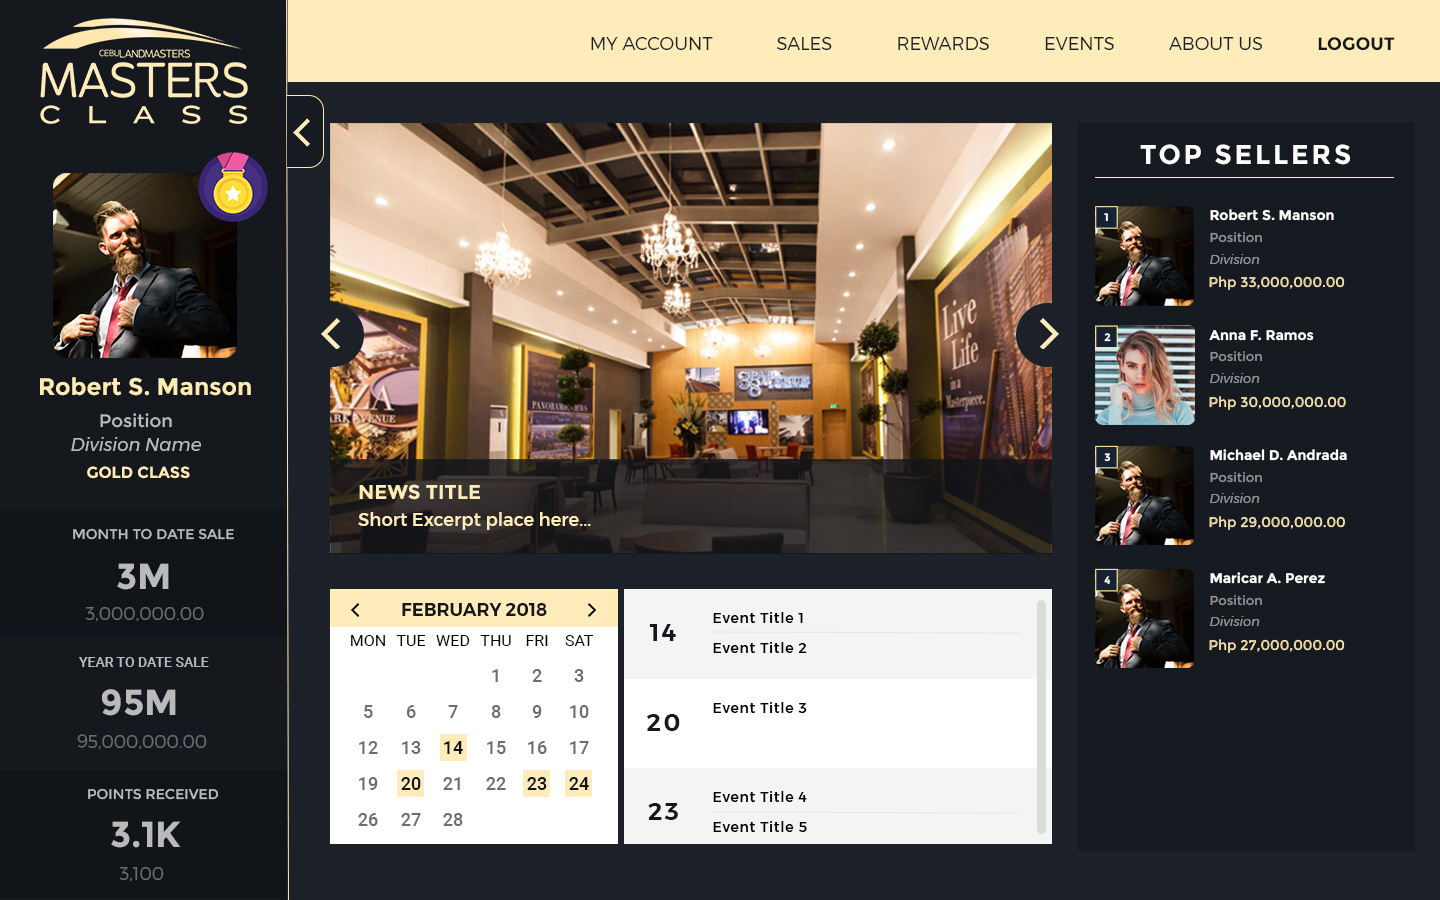 CEBULANDMASTERS
MASTERS
CLASS
MY ACCOUNT
SALES
REWARDS
EVENTS
ABOUT US
LOGOUT
Robert S. Manson
Position
Division Name
GOLD CLASS
MONTH TO DATE SALE
3M
3,000,000.00
YEAR TO DATE SALE
95M
95,000,000.00
POINTS RECEIVED
3.1K
3,100
Live
Life
in a
Masterpiece.
PARK AVENUE
38 PARK
AVENUE
NEWS TITLE
Short Excerpt place here...
FEBRUARY 2018
MON TUE WED THU FRI SAT
1 2 3
5 6 7 8 9 10
12 13 14 15 16 17
19 20 21 22 23 24
26 27 28
14
Event Title 1
Event Title 2
20
Event Title 3
23
Event Title 4
Event Title 5
TOP SELLERS
1
Robert S. Manson
Position
Division
Php 33,000,000.00
2
Anna F. Ramos
Position
Division
Php 30,000,000.00
3
Michael D. Andrada
Position
Division
Php 29,000,000.00
4
Maricar A. Perez
Position
Division
Php 27,000,000.00